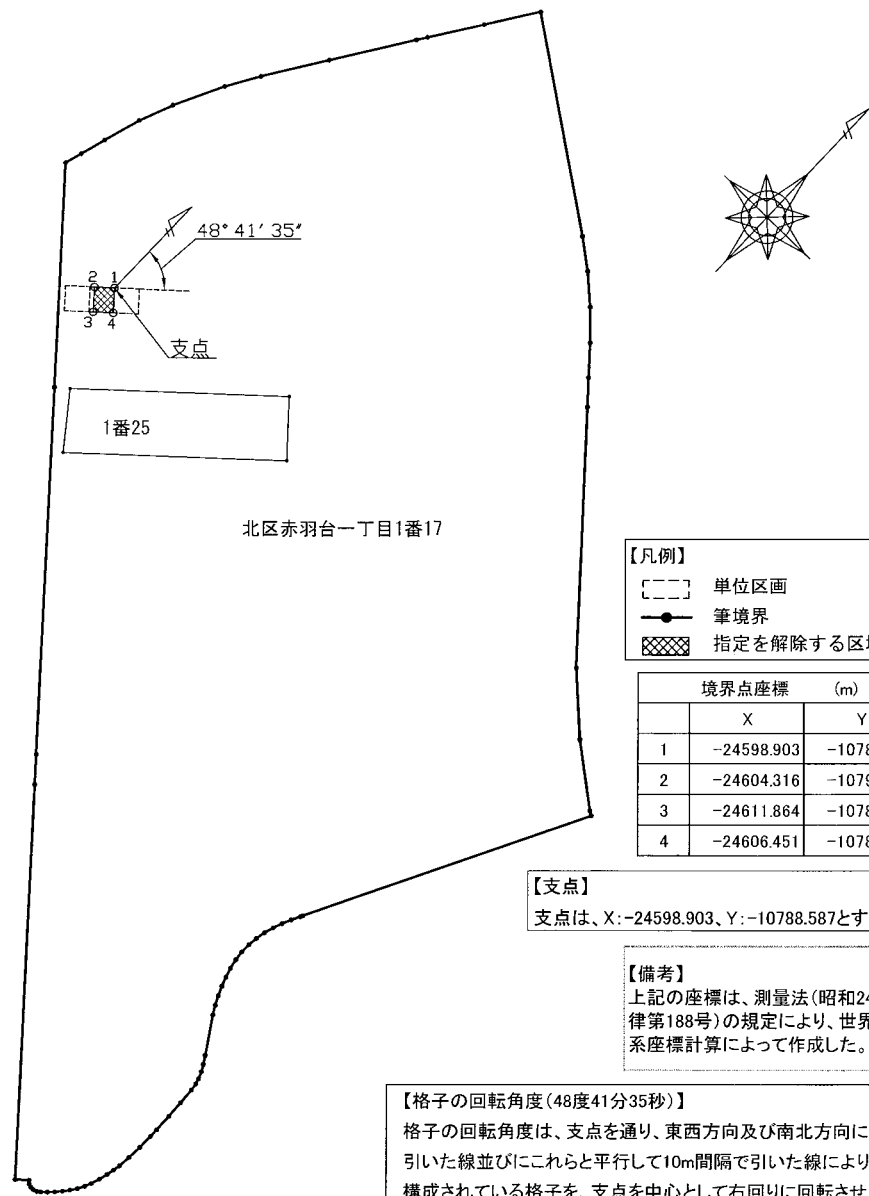 48° 41′ 35″
2 1
3 4
支点
1番25
北区赤羽台一丁目1番17
【凡例】
単位区画
筆境界
指定を解除する区
境界点座標 (m)
X Y
1 -24598.903 -1078
2 -24604.316 -1079
3 -24611.864 -1078
4 -24606.451 -1078
【支点】
支点は、X:-24598.903、Y:-10788.587とす
【備考】
上記の座標は、測量法(昭和24
律第188号)の規定により、世界
系座標計算によって作成した。
【格子の回転角度(48度41分35秒)】
格子の回転角度は、支点を通り、東西方向及び南北方向に
引いた線並びにこれらと平行して10m間隔で引いた線により
構成されている格子を、支点を中心として右回りに回転させ